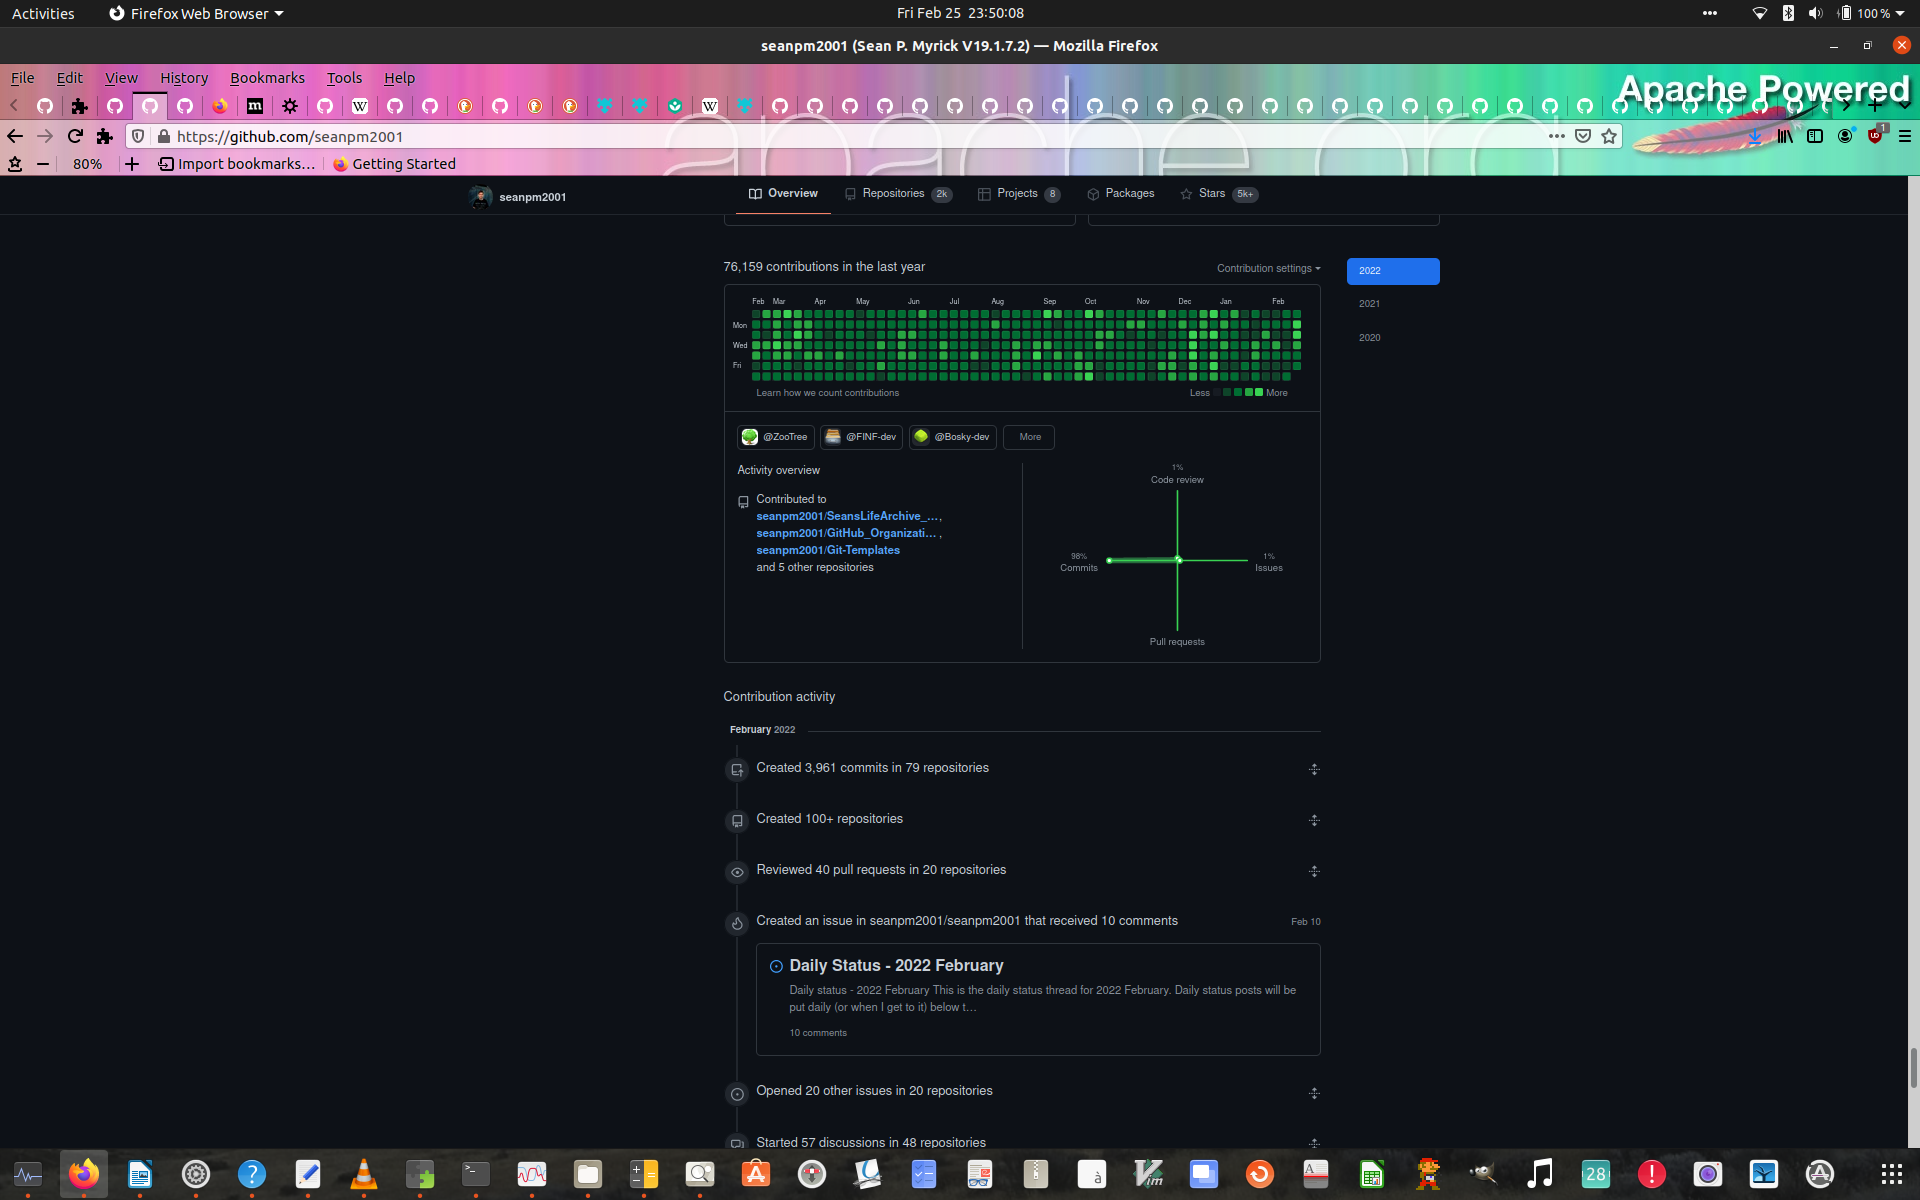 Activities
Firefox Web Browser
Fri Feb 25 23:50:08
100 %
seanpm2001 (Sean P. Myrick V19.1.7.2) — Mozilla Firefox
File Edit View History Bookmarks Tools Help
Apache Powered
https://github.com/seanpm2001
80%
Import bookmarks...
Getting Started
seanpm2001
Overview
Repositories 2k
Projects 8
Packages
Stars 5k+
76,159 contributions in the last year
Contribution settings
2022
2021
2020
Feb Mar Apr May Jun Jul Aug Sep Oct Nov Dec Jan Feb
Mon
Wed
Fri
Learn how we count contributions
Less
More
@ZooTree
@FINF-dev
@Bosky-dev
More
Activity overview
Contributed to
seanpm2001/SeansLifeArchive_…,
seanpm2001/GitHub_Organizati… ,
seanpm2001/Git-Templates
and 5 other repositories
1%
Code review
98%
Commits
1%
Issues
Pull requests
Contribution activity
February 2022
Created 3,961 commits in 79 repositories
Created 100+ repositories
Reviewed 40 pull requests in 20 repositories
Created an issue in seanpm2001/seanpm2001 that received 10 comments
Feb 10
Daily Status - 2022 February
Daily status - 2022 February This is the daily status thread for 2022 February. Daily status posts will be
put daily (or when I get to it) below t…
10 comments
Opened 20 other issues in 20 repositories
Started 57 discussions in 48 repositories
28